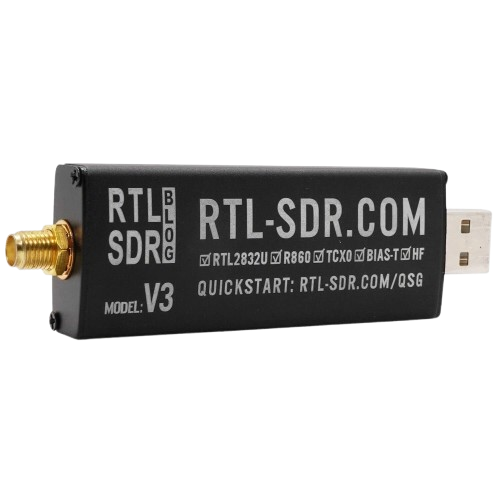 RTL
SDR
BLOG
MODEL: V3
RTL-SDR.COM
☑RTL2832U ☑R860 ☑TCXO ☑BIAS-T ☑HF
QUICKSTART: RTL-SDR.COM/QSG